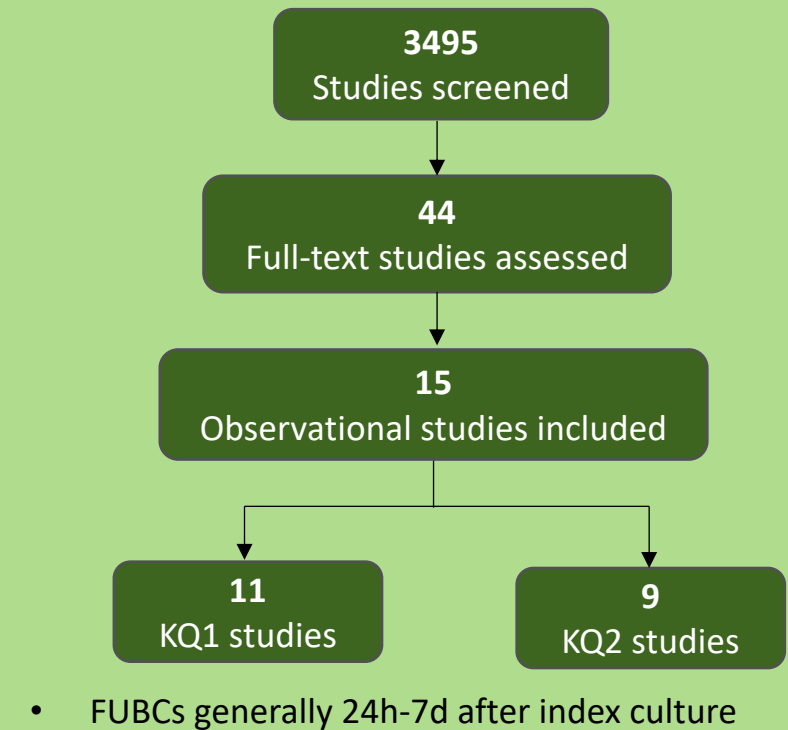 3495
Studies screened
44
Full-text studies assessed
15
Observational studies included
11
KQ1 studies
9
KQ2 studies
• FUBCs generally 24h-7d after index culture